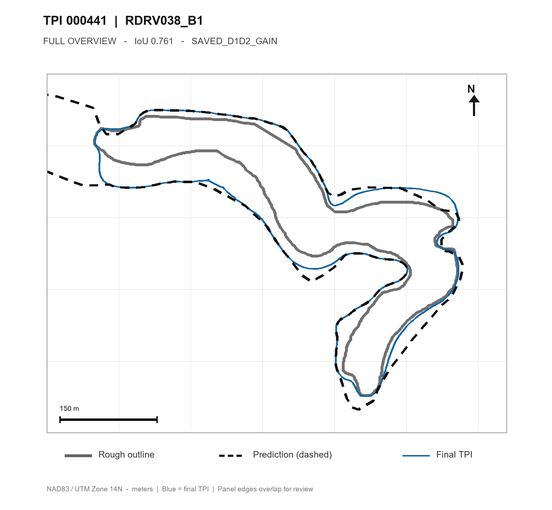 TPI 000441 | RDRV038_B1
FULL OVERVIEW - IoU 0.761 - SAVED_D1D2_GAIN
N
150 m
Rough outline
Prediction (dashed)
Final TPI
NAD83 / UTM Zone 14N - meters | Blue = final TPI | Panel edges overlap for review